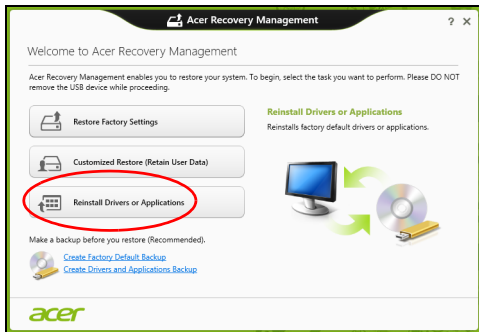 Acer Recovery Management
? ×
Welcome to Acer Recovery Management
Acer Recovery Management enables you to restore your system. To begin, select the task you want to perform. Please DO NOT
remove the USB device while proceeding.
Restore Factory Settings
Customized Restore (Retain User Data)
Reinstall Drivers or Applications
Reinstall Drivers or Applications
Reinstalls factory default drivers or applications.
Make a backup before you restore (Recommended).
Create Factory Default Backup
Create Drivers and Applications Backup
acer